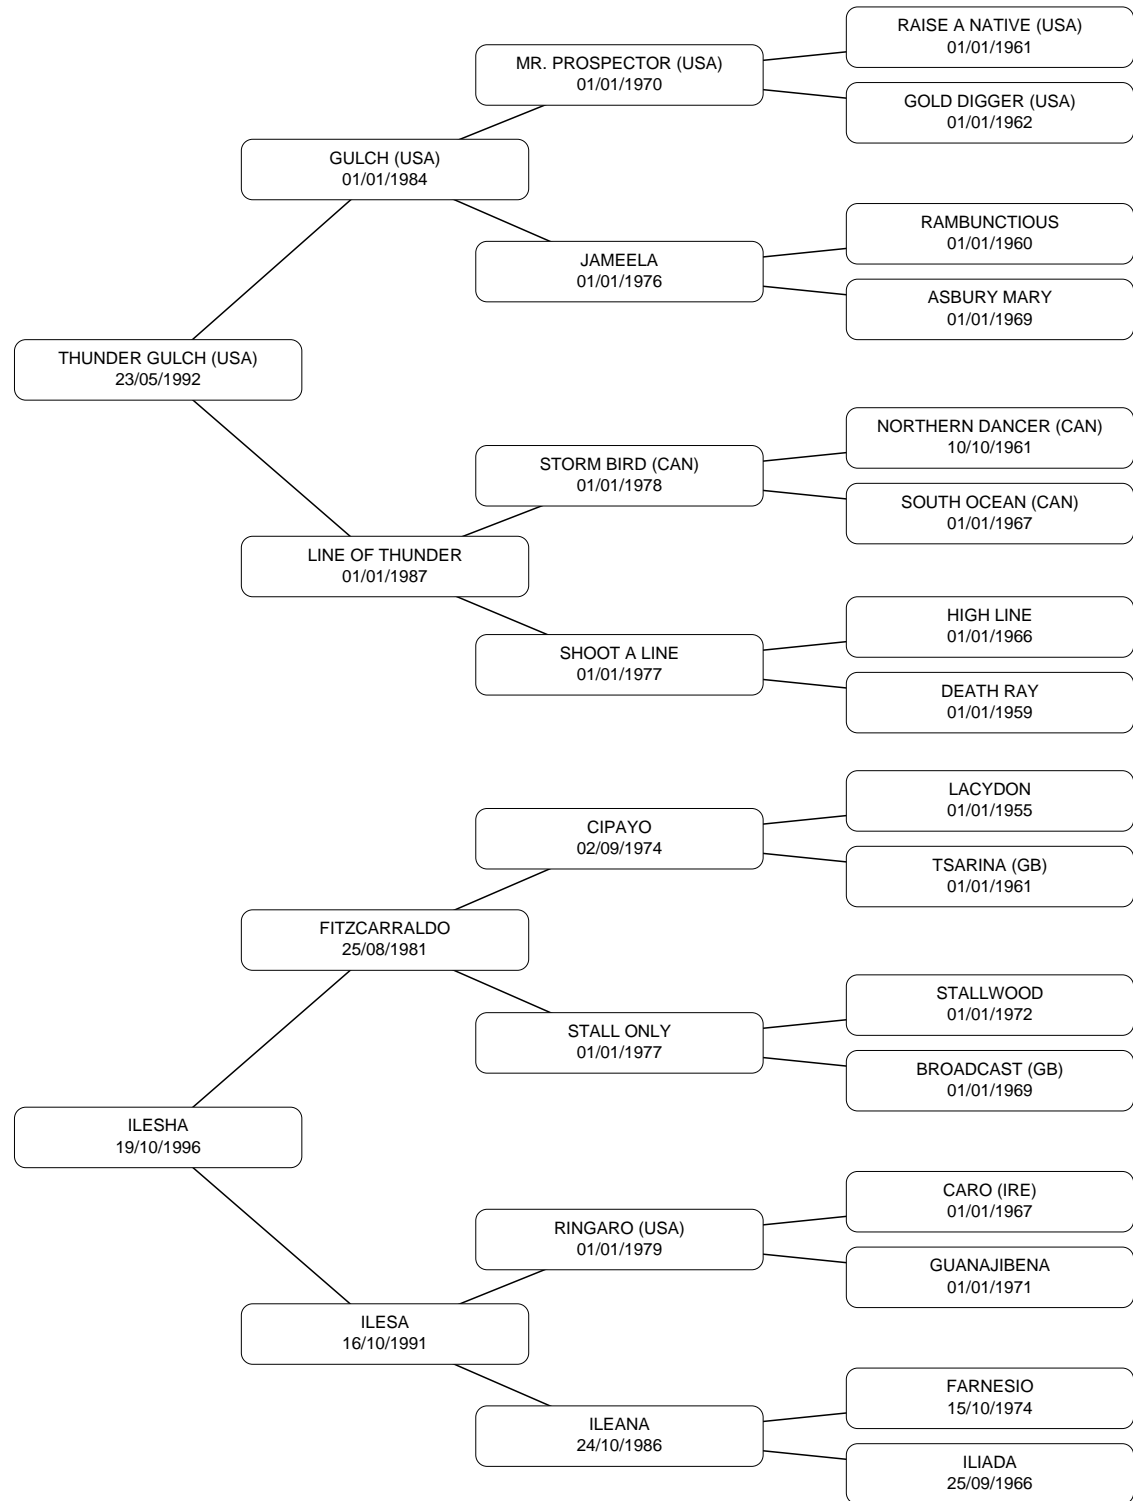 RAISE A NATIVE (USA)
01/01/1961
MR. PROSPECTOR (USA)
01/01/1970
GOLD DIGGER (USA)
01/01/1962
GULCH (USA)
01/01/1984
RAMBUNCTIOUS
01/01/1960
JAMEELA
01/01/1976
ASBURY MARY
01/01/1969
THUNDER GULCH (USA)
23/05/1992
NORTHERN DANCER (CAN)
10/10/1961
STORM BIRD (CAN)
01/01/1978
SOUTH OCEAN (CAN)
01/01/1967
LINE OF THUNDER
01/01/1987
HIGH LINE
01/01/1966
SHOOT A LINE
01/01/1977
DEATH RAY
01/01/1959
LACYDON
01/01/1955
CIPAYO
02/09/1974
TSARINA (GB)
01/01/1961
FITZCARRALDO
25/08/1981
STALLWOOD
01/01/1972
STALL ONLY
01/01/1977
BROADCAST (GB)
01/01/1969
ILESHA
19/10/1996
CARO (IRE)
01/01/1967
RINGARO (USA)
01/01/1979
GUANAJIBENA
01/01/1971
ILESA
16/10/1991
FARNESIO
15/10/1974
ILEANA
24/10/1986
ILIADA
25/09/1966